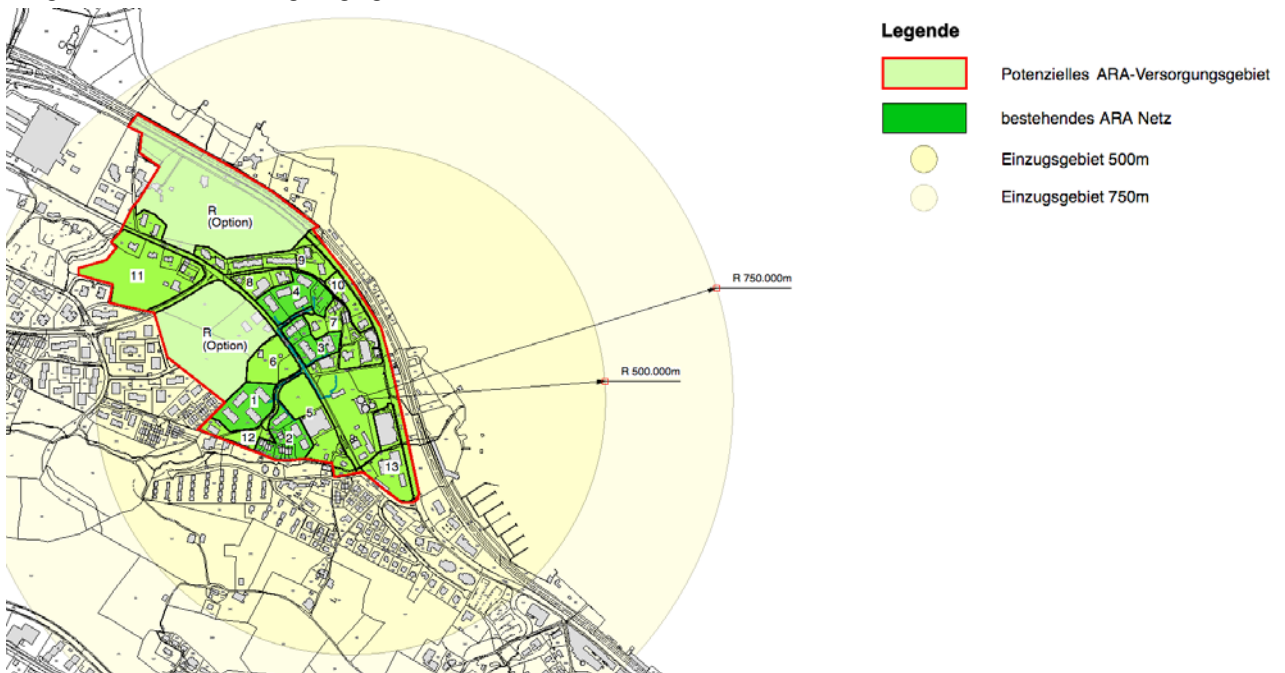 Legende
Potenzielles ARA-Versorgungsgebiet
bestehendes ARA Netz
Einzugsgebiet 500m
Einzugsgebiet 750m
R
(Option)
9
11
8
4
10
R 750.000m
7
R
(Option)
3
6
R 500.000m
1
5
12
2
13